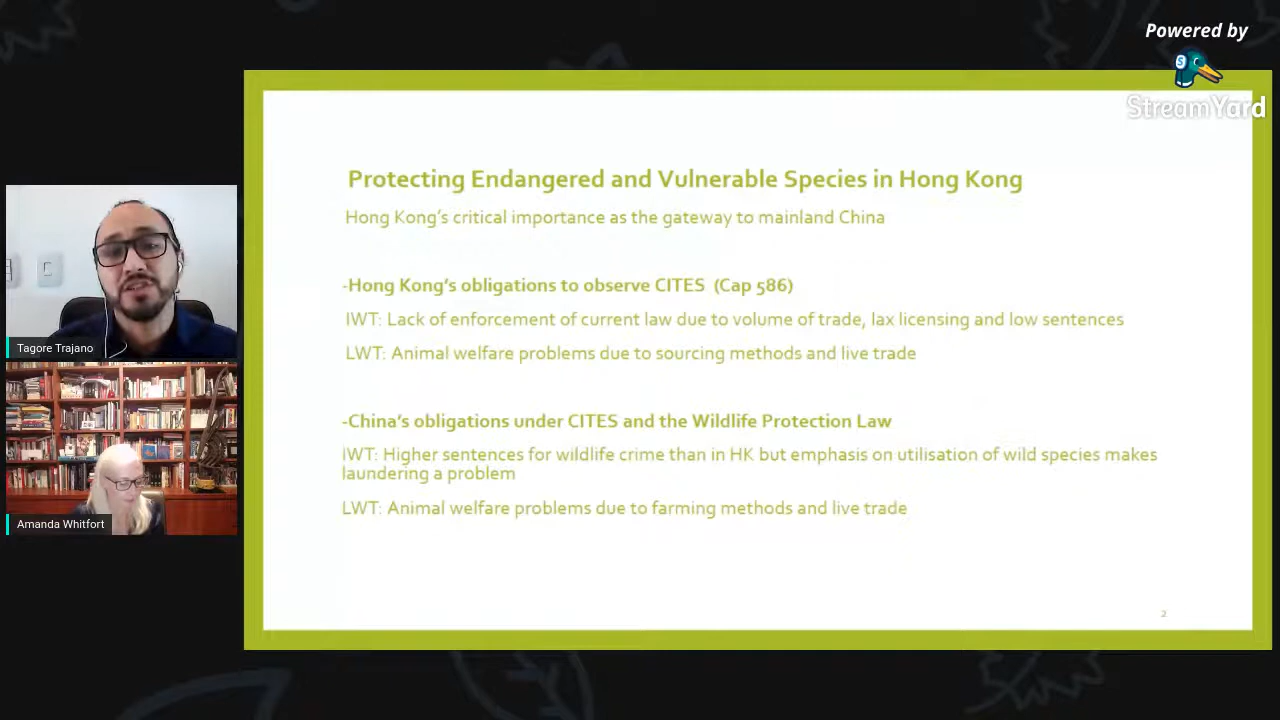 Powered by
StreamYard
Protecting Endangered and Vulnerable Species in Hong Kong
Hong Kong's critical importance as the gateway to mainland China
-Hong Kong's obligations to observe CITES (Cap 586)
IWT: Lack of enforcement of current law due to volume of trade, lax licensing and low sentences
LWT: Animal welfare problems due to sourcing methods and live trade
-China's obligations under CITES and the Wildlife Protection Law
IWT: Higher sentences for wildlife crime than in HK but emphasis on utilisation of wild species makes
laundering a problem
LWT: Animal welfare problems due to farming methods and live trade
2
Tagore Trajano
Amanda Whitfort